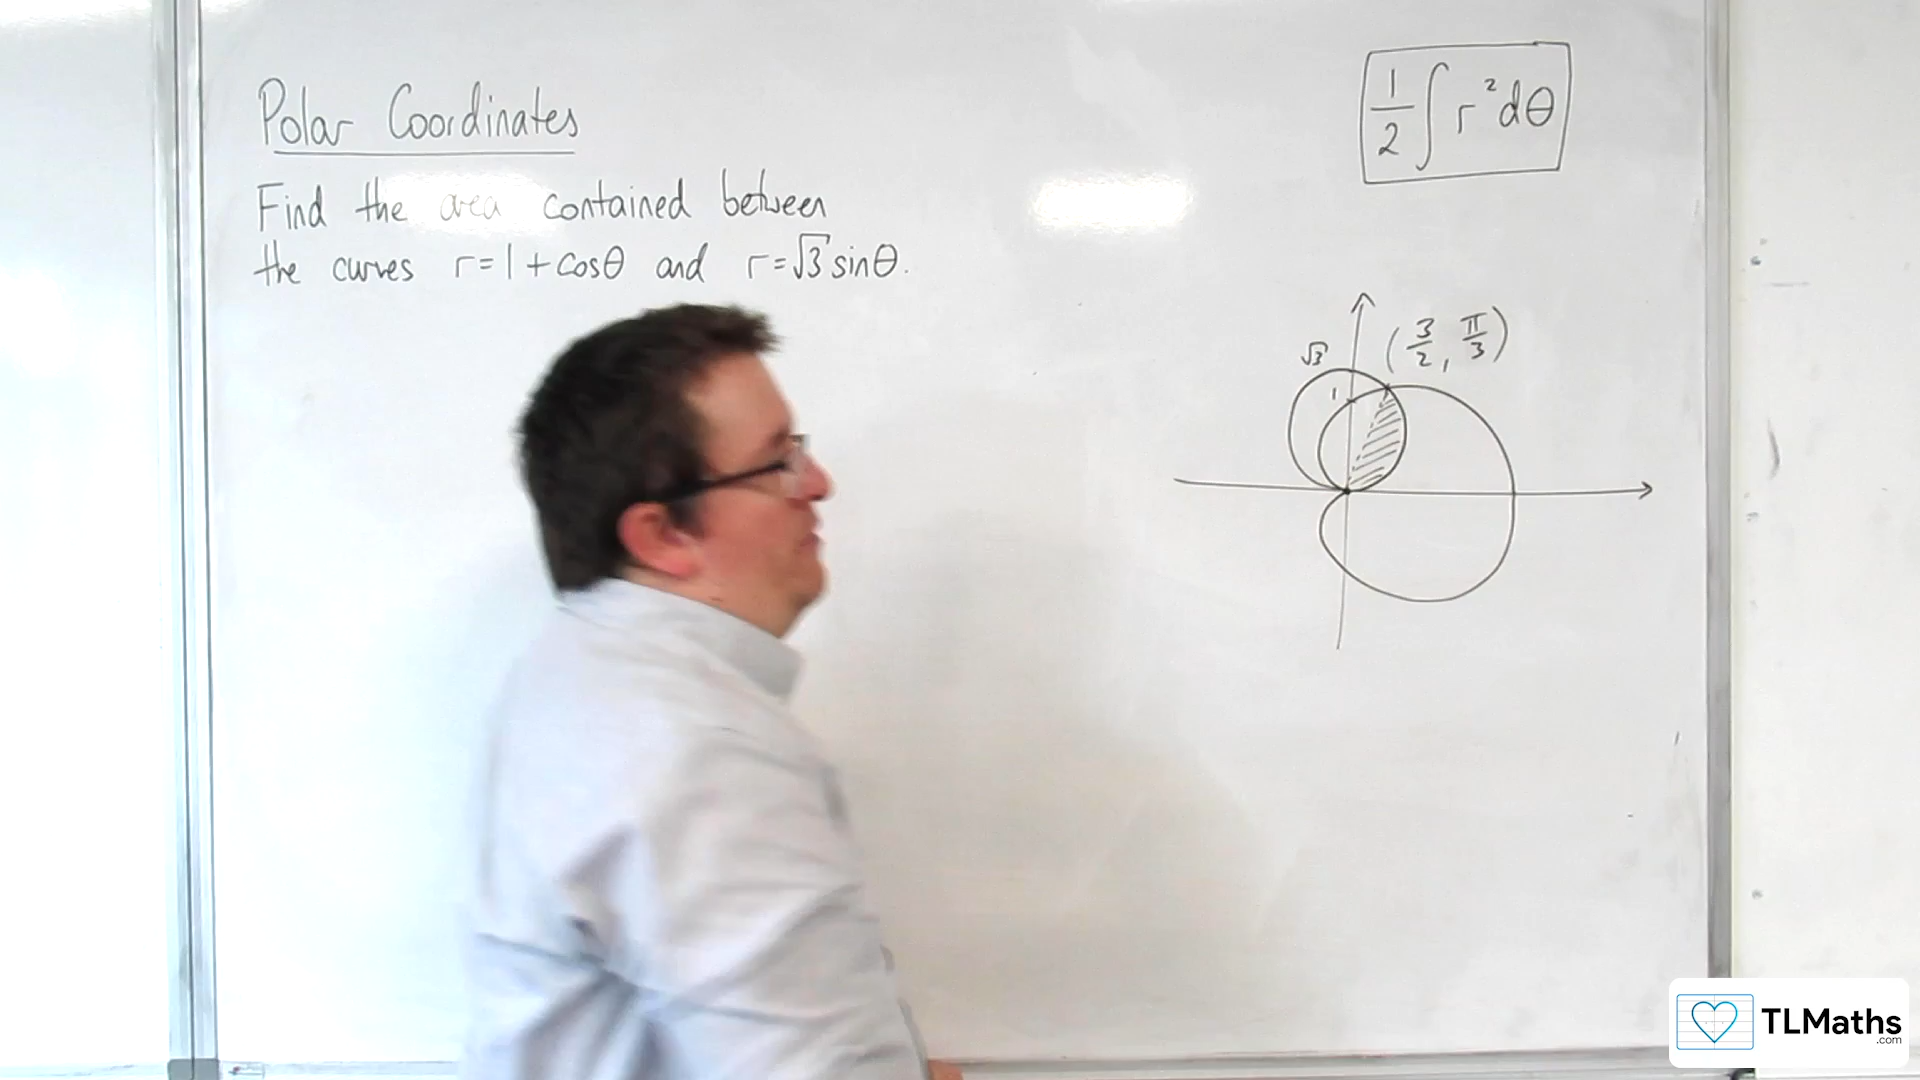 Polar Coordinates
Find the area contained between
the curves r=1+cosθ and r=√3 sinθ.
1/2 ∫ r² dθ
(3/2, π/3)
√3
1
TLMaths
.com